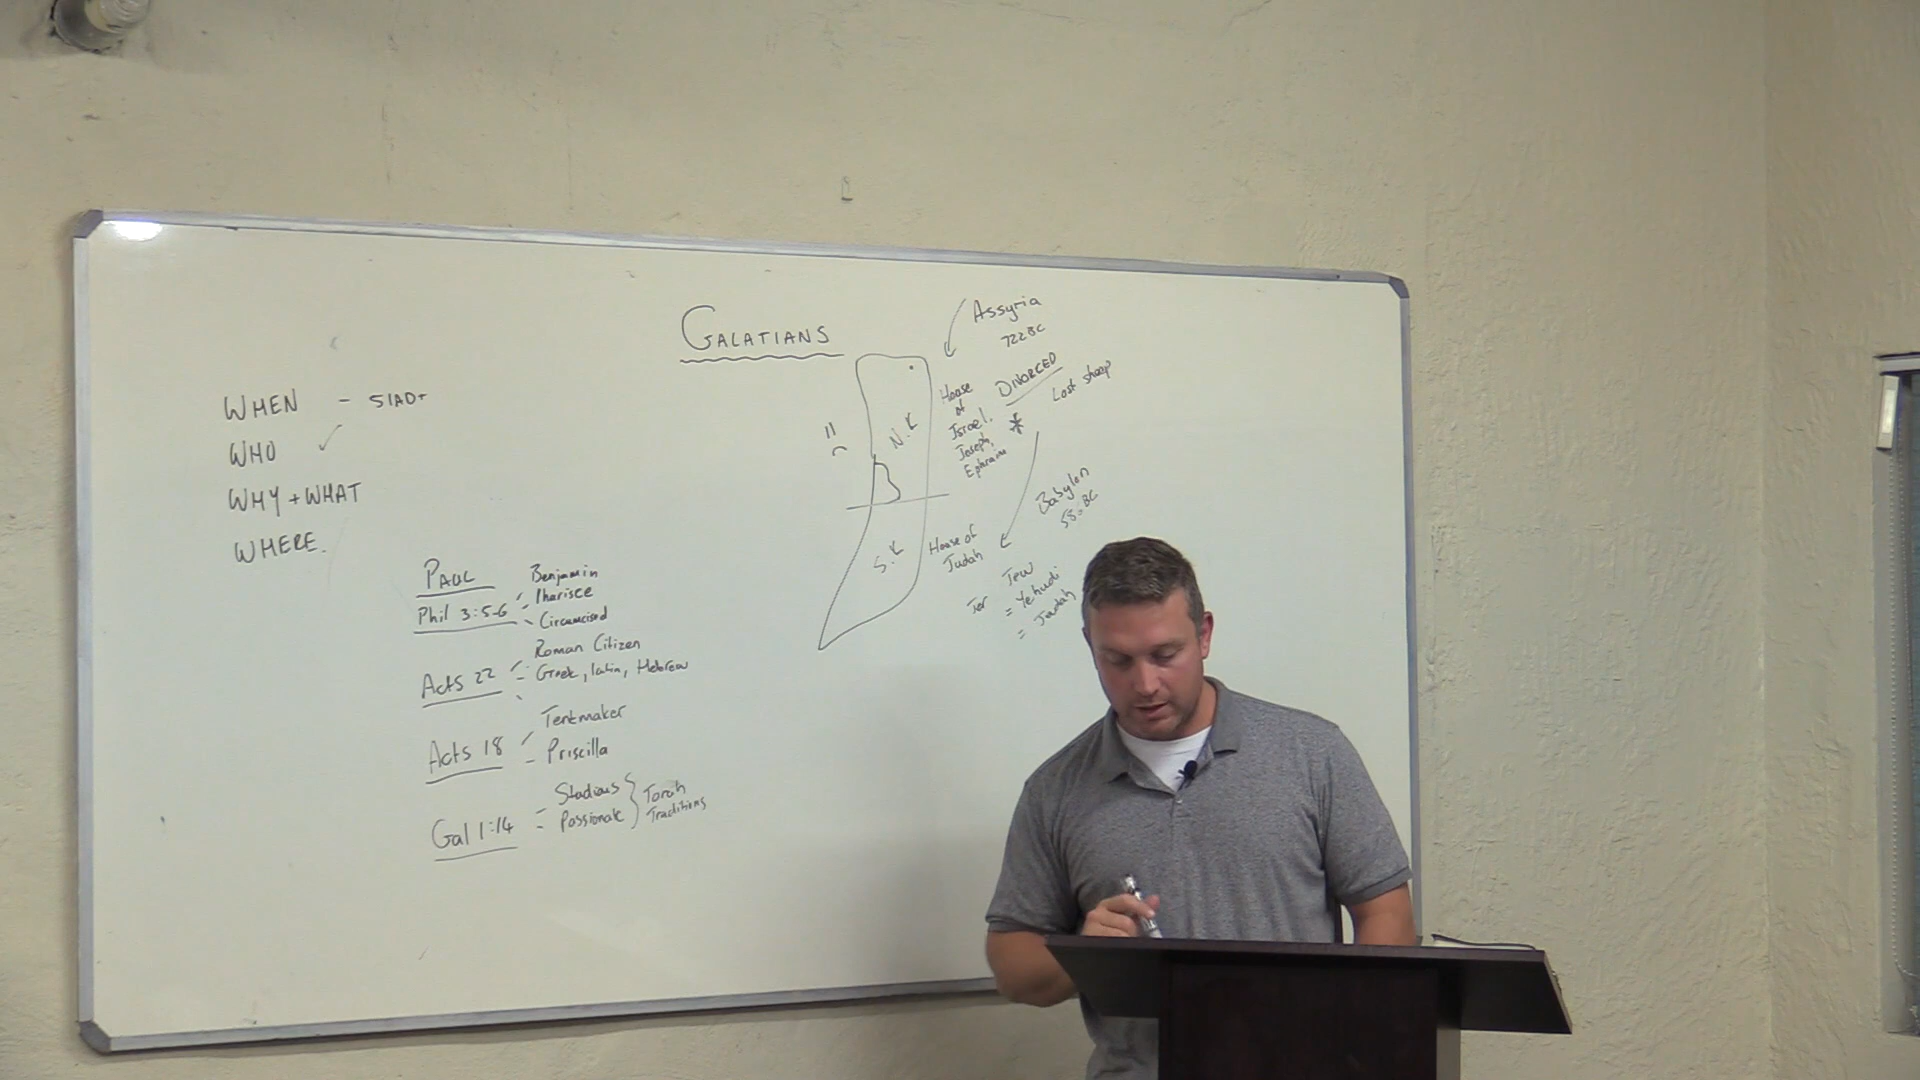 GALATIANS
WHEN - 51AD+
WHO ✓
WHY + WHAT
WHERE.
PAUL
Phil 3:5-6
Benjamin
Pharisee
Circumcised
Acts 22
Roman Citizen
Greek, latin, Hebrew
Acts 18
Tentmaker
Priscilla
Gal 1:14
Studious
Passionate
Torah
Traditions
Assyria
722BC
DIVORCED
Lost sheep
House
of
Israel.
Joseph,
Ephraim
*
N.K
S.K
House of
Judah
Babylon
BC
Jew
= Yehudi
= Judah